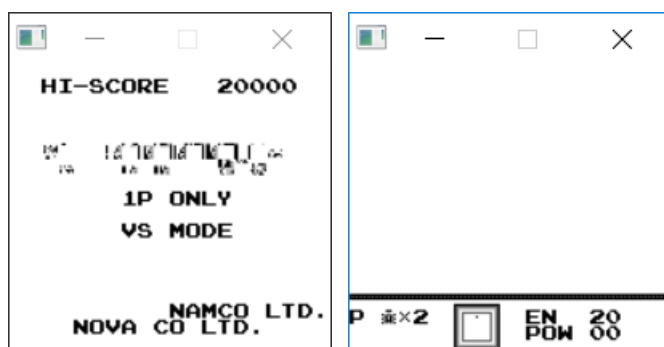 HI-SCORE 20000
1P ONLY
VS MODE
NAMCO LTD.
NOVA CO LTD.
P ×2
EN 20
POW 00